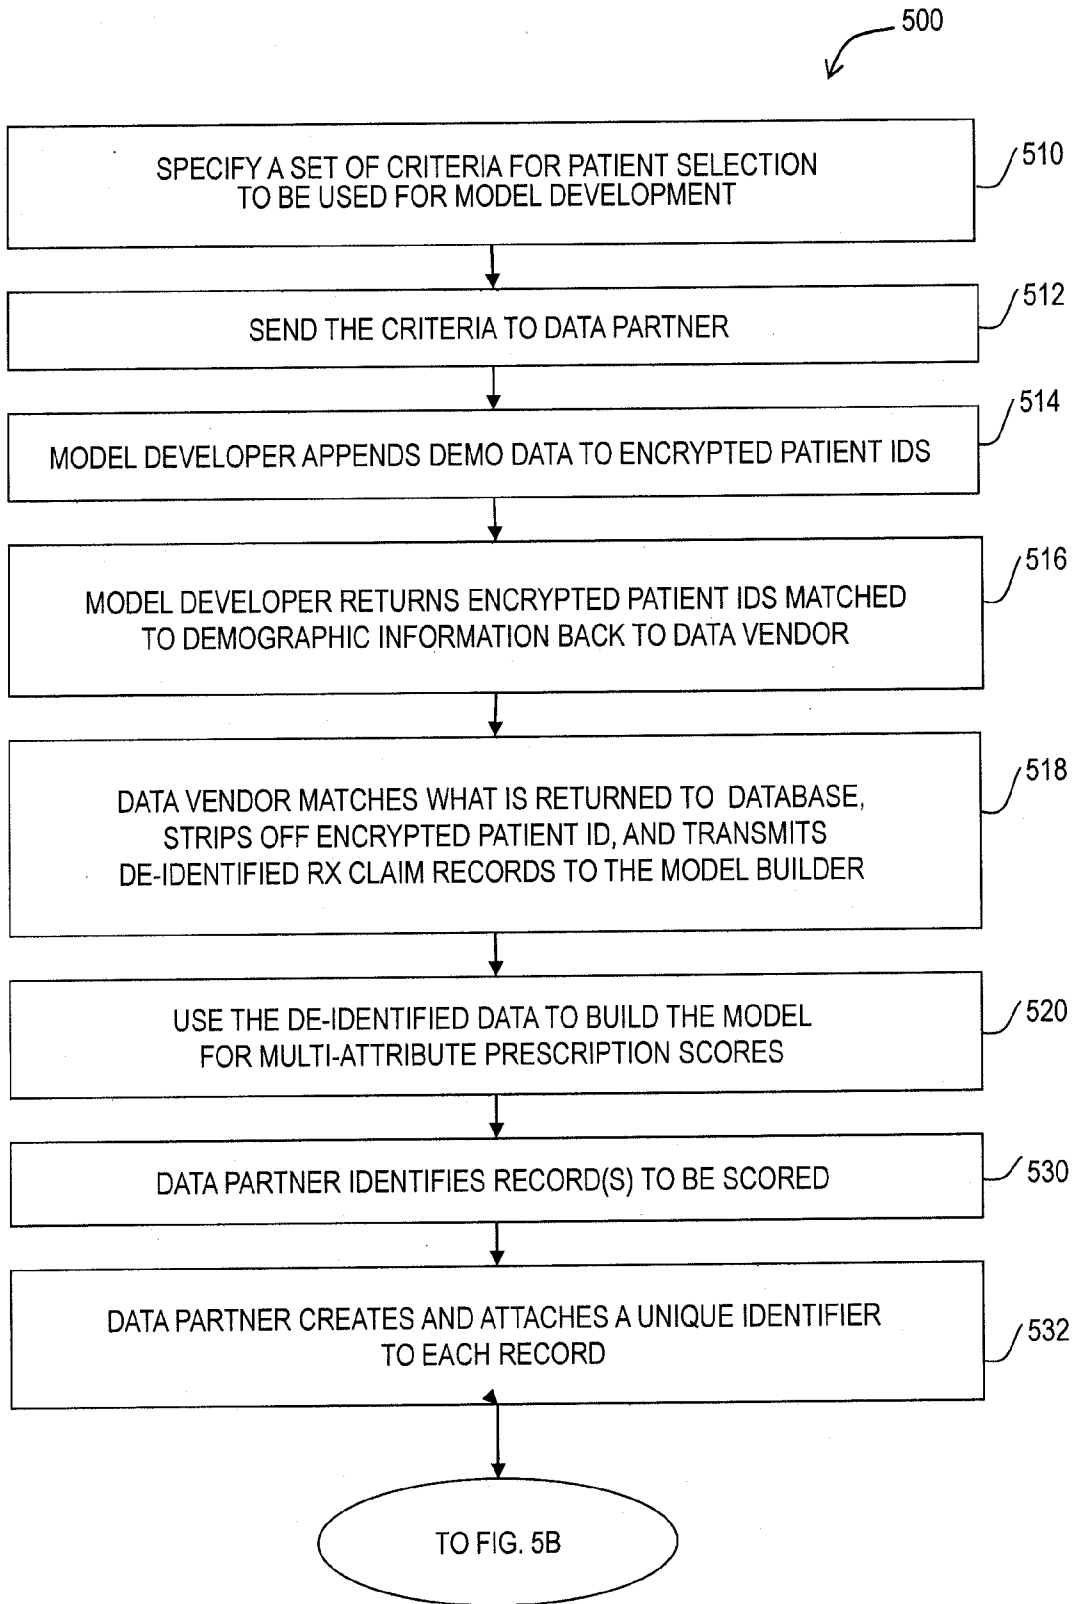 500
SPECIFY A SET OF CRITERIA FOR PATIENT SELECTION
TO BE USED FOR MODEL DEVELOPMENT
510
SEND THE CRITERIA TO DATA PARTNER
512
MODEL DEVELOPER APPENDS DEMO DATA TO ENCRYPTED PATIENT IDS
514
MODEL DEVELOPER RETURNS ENCRYPTED PATIENT IDS MATCHED
TO DEMOGRAPHIC INFORMATION BACK TO DATA VENDOR
516
DATA VENDOR MATCHES WHAT IS RETURNED TO DATABASE,
STRIPS OFF ENCRYPTED PATIENT ID, AND TRANSMITS
DE-IDENTIFIED RX CLAIM RECORDS TO THE MODEL BUILDER
518
USE THE DE-IDENTIFIED DATA TO BUILD THE MODEL
FOR MULTI-ATTRIBUTE PRESCRIPTION SCORES
520
DATA PARTNER IDENTIFIES RECORD(S) TO BE SCORED
530
DATA PARTNER CREATES AND ATTACHES A UNIQUE IDENTIFIER
TO EACH RECORD
532
TO FIG. 5B